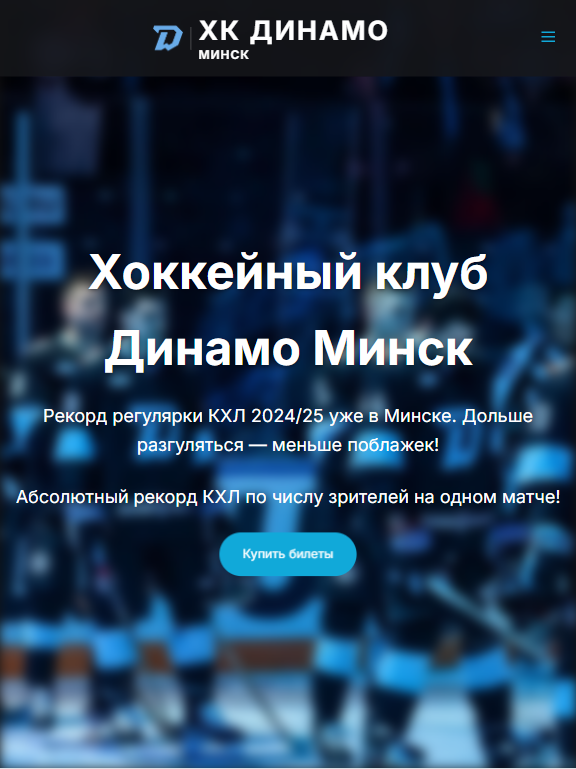 ХК ДИНАМО
МИНСК
Хоккейный клуб
Динамо Минск
Рекорд регулярки КХЛ 2024/25 уже в Минске. Дольше
разгуляться — меньше поблажек!
Абсолютный рекорд КХЛ по числу зрителей на одном матче!
Купить билеты